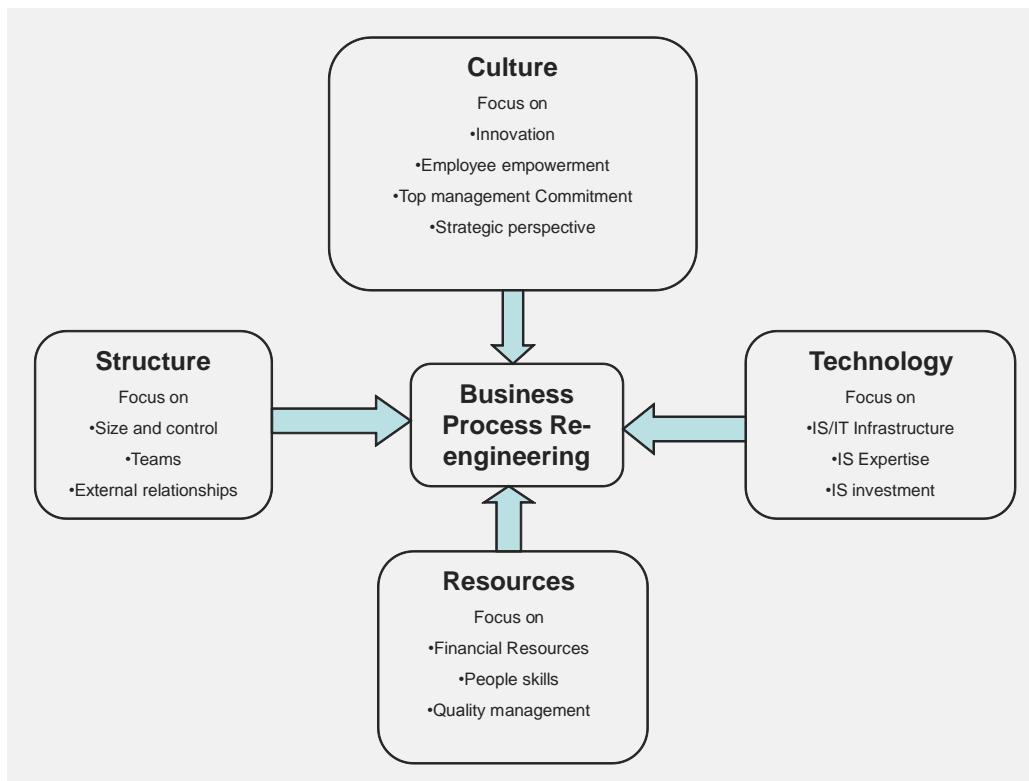 Culture
Focus on
•Innovation
•Employee empowerment
•Top management Commitment
•Strategic perspective
Structure
Focus on
•Size and control
•Teams
•External relationships
Business
Process Re-
engineering
Technology
Focus on
•IS/IT Infrastructure
•IS Expertise
•IS investment
Resources
Focus on
•Financial Resources
•People skills
•Quality management